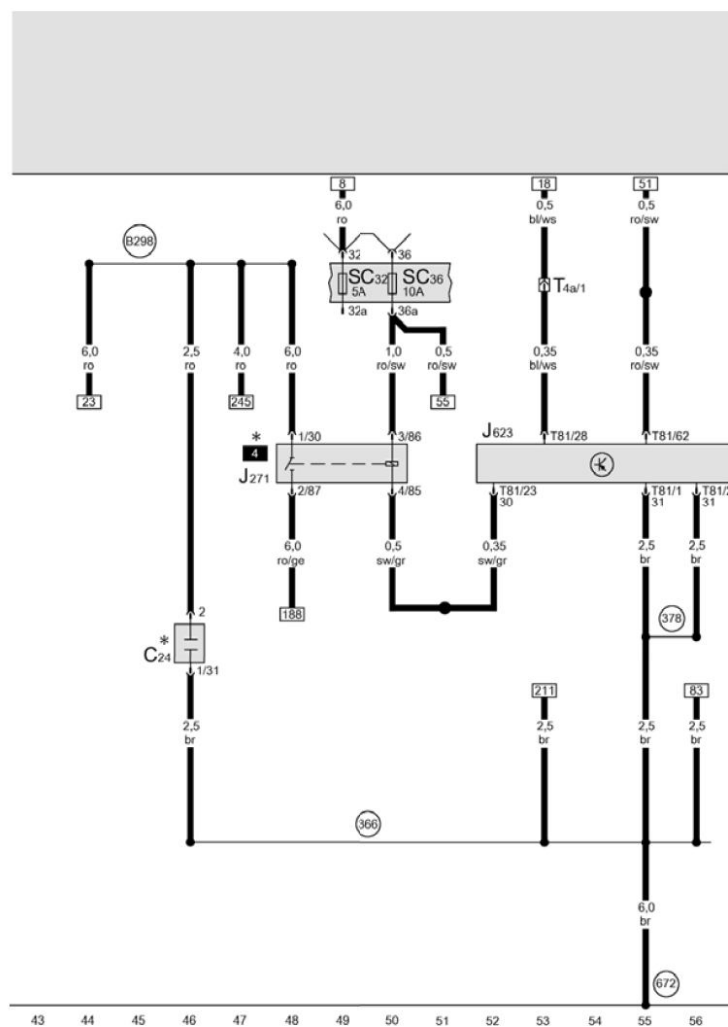 8 18 51
6,0 0,5 0,5
ro bl/ws ro/sw
B298
32 36
SC32 SC36
5A 10A
T4a/1
32a 36a
6,0 2,5 4,0 6,0 1,0 0,5 0,35 0,35
ro ro ro ro ro/sw ro/sw bl/ws ro/sw
23 245 55
* 1/30 3/86 J623 T81/28 T81/62
4
J271
2/87 4/85 T81/23 T81/1
30 31 31
6,0 0,5 0,35 2,5 2,5
ro/ge sw/gr sw/gr br br
188
2
378
*
C24
1/31
211 83
2,5 2,5 2,5 2,5
br br br br
366
6,0
br
672
43 44 45 46 47 48 49 50 51 52 53 54 55 56